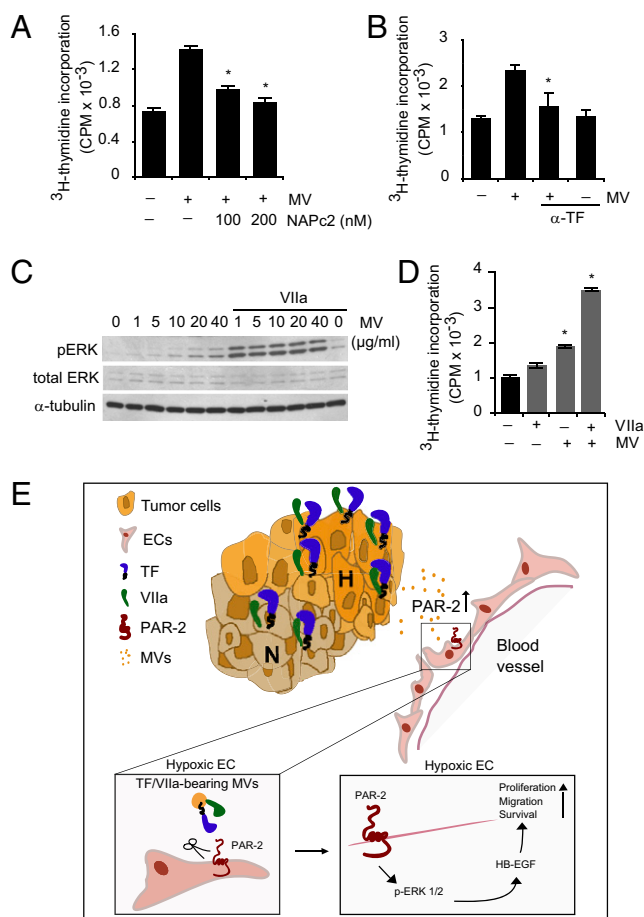 A
³H-thymidine incorporation
(CPM x 10⁻³)
1.8
1.2
0.6
0
*
*
– + + + MV
– – 100 200 NAPc2 (nM)
B
³H-thymidine incorporation
(CPM x 10⁻³)
3
2
1
0
*
– + + – MV
α-TF
C
VIIa
0 1 5 10 20 40 1 5 10 20 40 0 MV
(μg/ml)
pERK
total ERK
α-tubulin
D
³H-thymidine incorporation
(CPM x 10⁻³)
4
3
2
1
0
*
*
– + – + VIIa
– – + + MV
E
Tumor cells
ECs
TF
VIIa
PAR-2
MVs
H
N
PAR-2
Blood
vessel
Hypoxic EC
TF/VIIa-bearing MVs
PAR-2
Hypoxic EC
PAR-2
p-ERK 1/2
HB-EGF
Proliferation
Migration
Survival